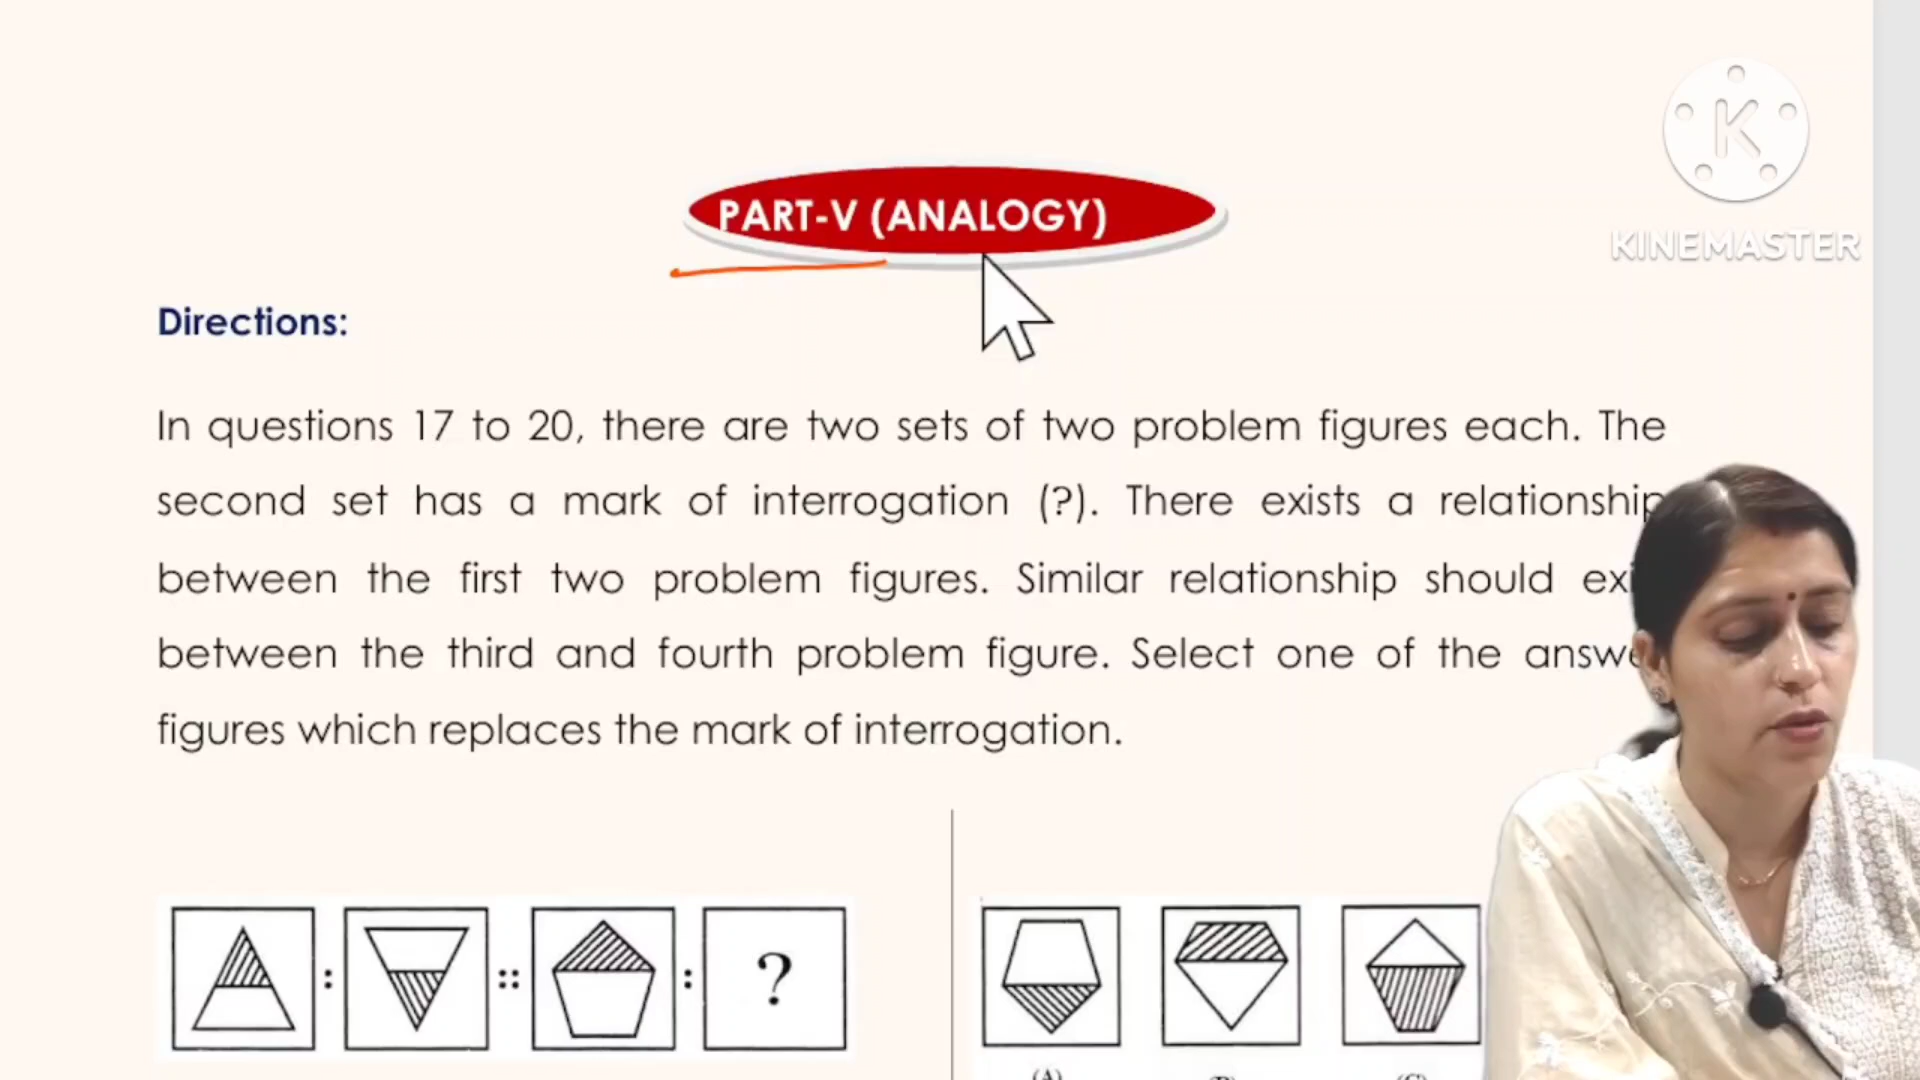 K
KINEMASTER
PART-V (ANALOGY)
Directions:
In questions 17 to 20, there are two sets of two problem figures each. The
second set has a mark of interrogation (?). There exists a relationship
between the first two problem figures. Similar relationship should
between the third and fourth problem figure. Select one of the
figures which replaces the mark of interrogation.
: :: : ?
(A)